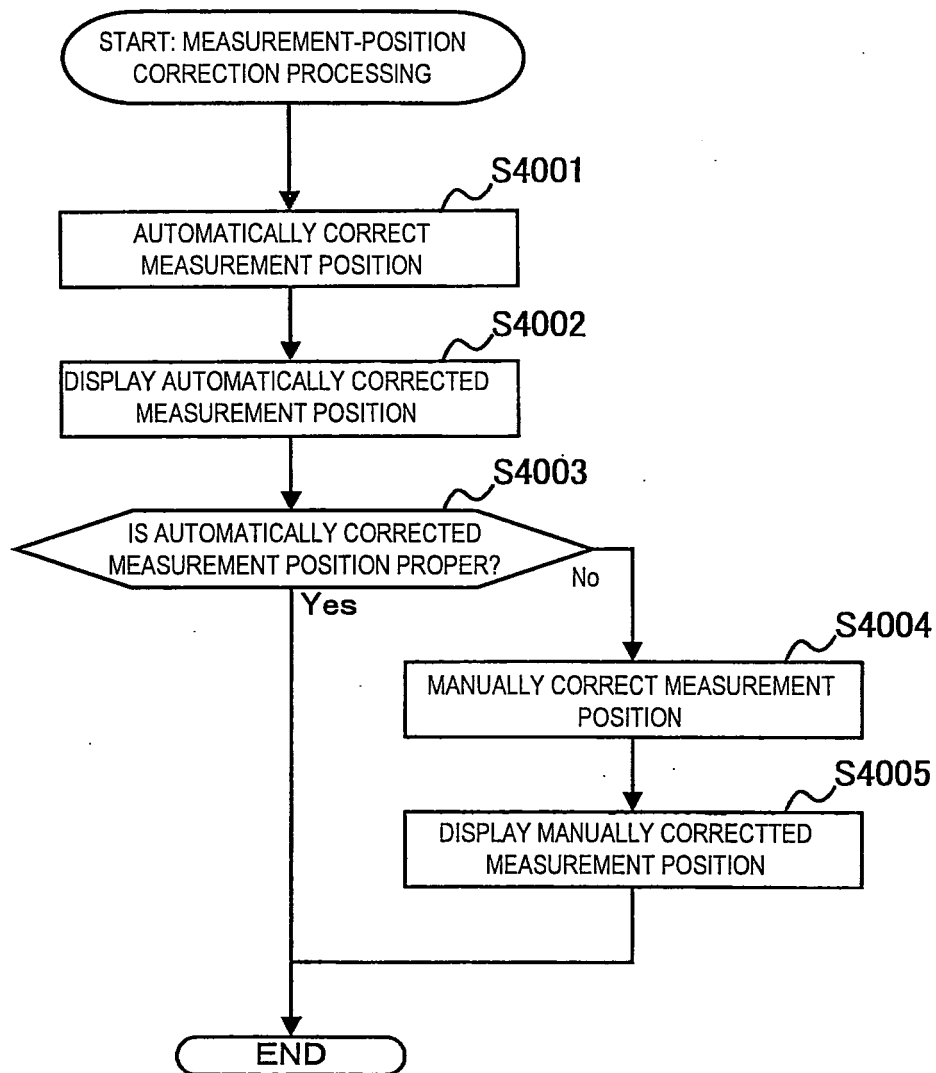 START: MEASUREMENT-POSITION
CORRECTION PROCESSING
S4001
AUTOMATICALLY CORRECT
MEASUREMENT POSITION
S4002
DISPLAY AUTOMATICALLY CORRECTED
MEASUREMENT POSITION
S4003
IS AUTOMATICALLY CORRECTED
MEASUREMENT POSITION PROPER?
No
Yes
S4004
MANUALLY CORRECT MEASUREMENT
POSITION
S4005
DISPLAY MANUALLY CORRECTTED
MEASUREMENT POSITION
END